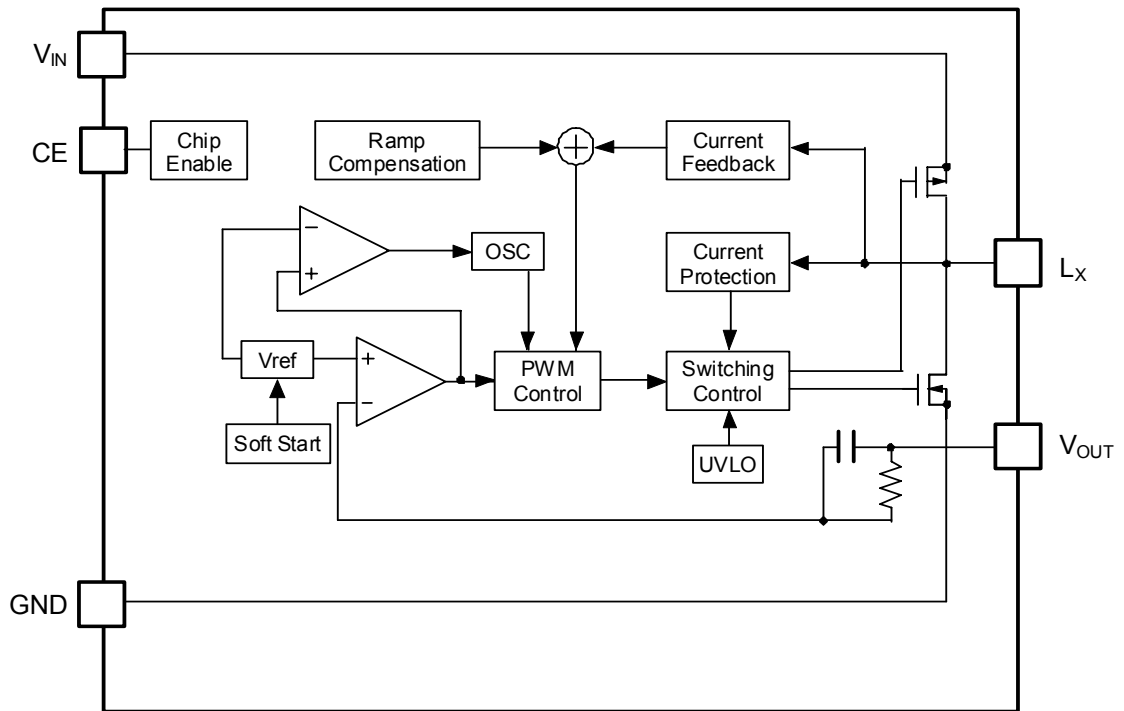 V_IN
CE
Chip
Enable
Ramp
Compensation
+
Current
Feedback
−
+
OSC
Current
Protection
L_X
Vref
+
−
PWM
Control
Switching
Control
Soft Start
UVLO
V_OUT
GND